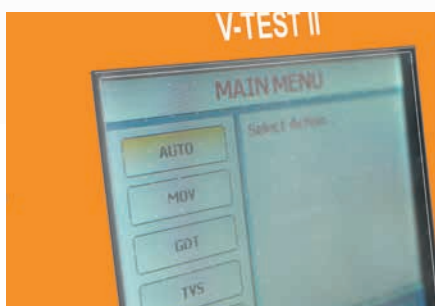 V-TEST II
MAIN MENU
Select Action
AUTO
MOV
GDT
TVS